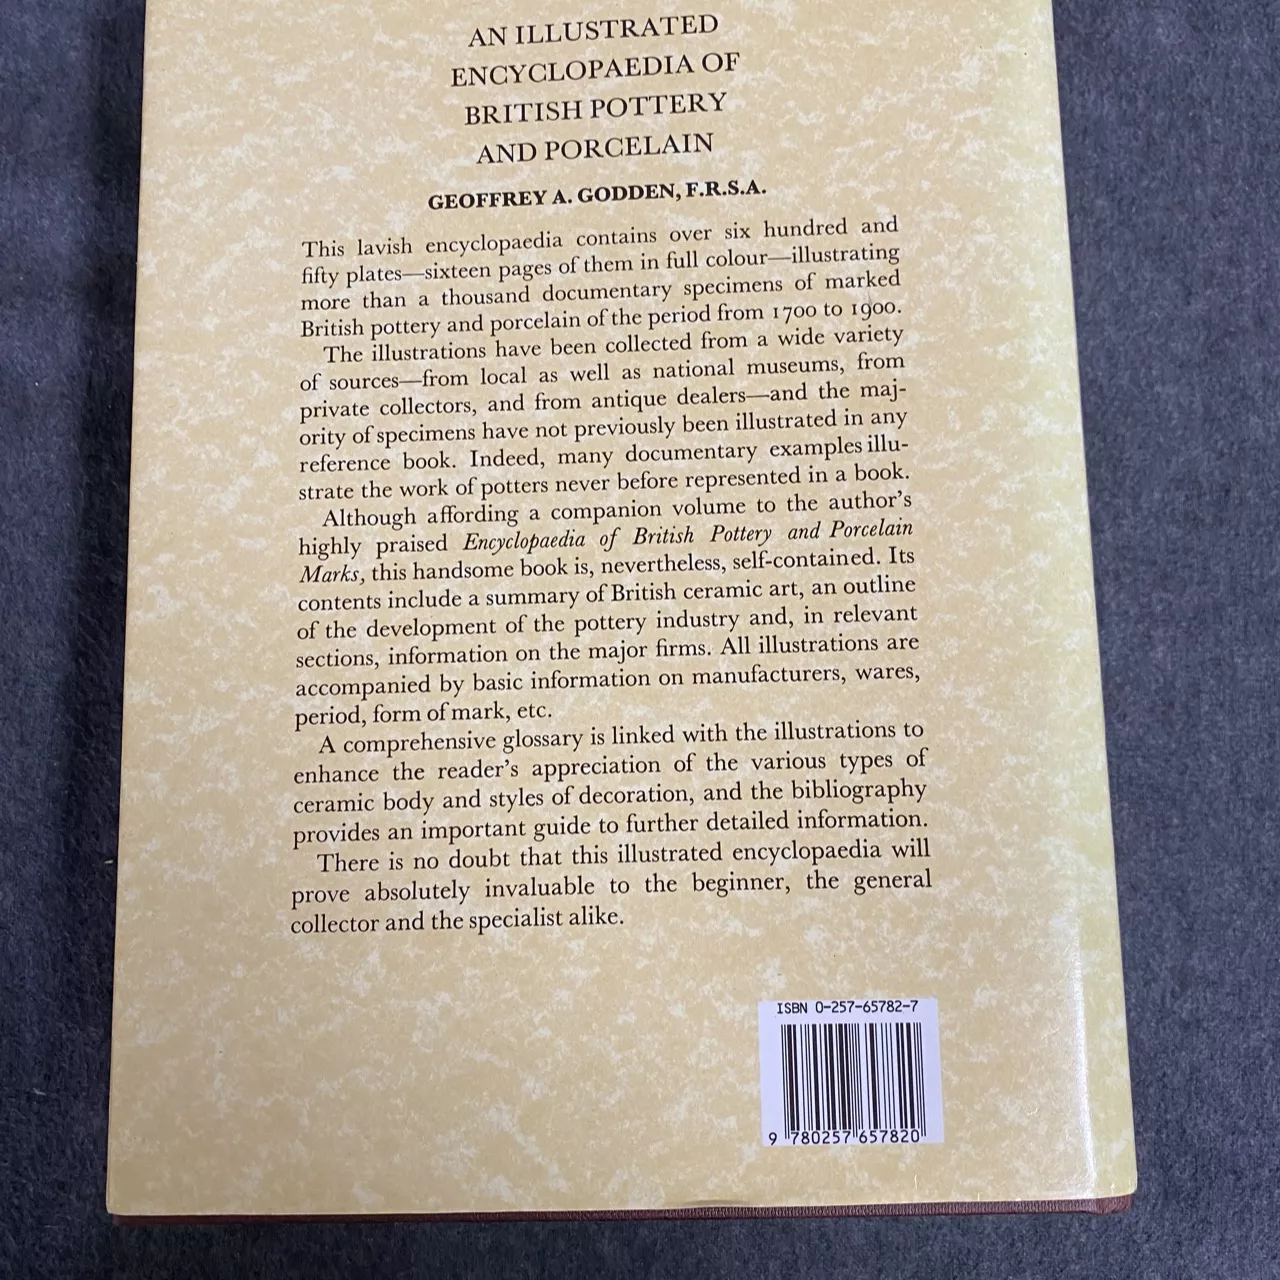 AN ILLUSTRATED
ENCYCLOPAEDIA OF
BRITISH POTTERY
AND PORCELAIN
GEOFFREY A. GODDEN, F.R.S.A.
This lavish encyclopaedia contains over six hundred and
fifty plates—sixteen pages of them in full colour—illustrating
more than a thousand documentary specimens of marked
British pottery and porcelain of the period from 1700 to 1900.
The illustrations have been collected from a wide variety
of sources—from local as well as national museums, from
private collectors, and from antique dealers—and the maj-
ority of specimens have not previously been illustrated in any
reference book. Indeed, many documentary examples illu-
strate the work of potters never before represented in a book.
Although affording a companion volume to the author's
highly praised Encyclopaedia of British Pottery and Porcelain
Marks, this handsome book is, nevertheless, self-contained. Its
contents include a summary of British ceramic art, an outline
of the development of the pottery industry and, in relevant
sections, information on the major firms. All illustrations are
accompanied by basic information on manufacturers, wares,
period, form of mark, etc.
A comprehensive glossary is linked with the illustrations to
enhance the reader's appreciation of the various types of
ceramic body and styles of decoration, and the bibliography
provides an important guide to further detailed information.
There is no doubt that this illustrated encyclopaedia will
prove absolutely invaluable to the beginner, the general
collector and the specialist alike.
ISBN 0-257-65782-7
9 780257 657820